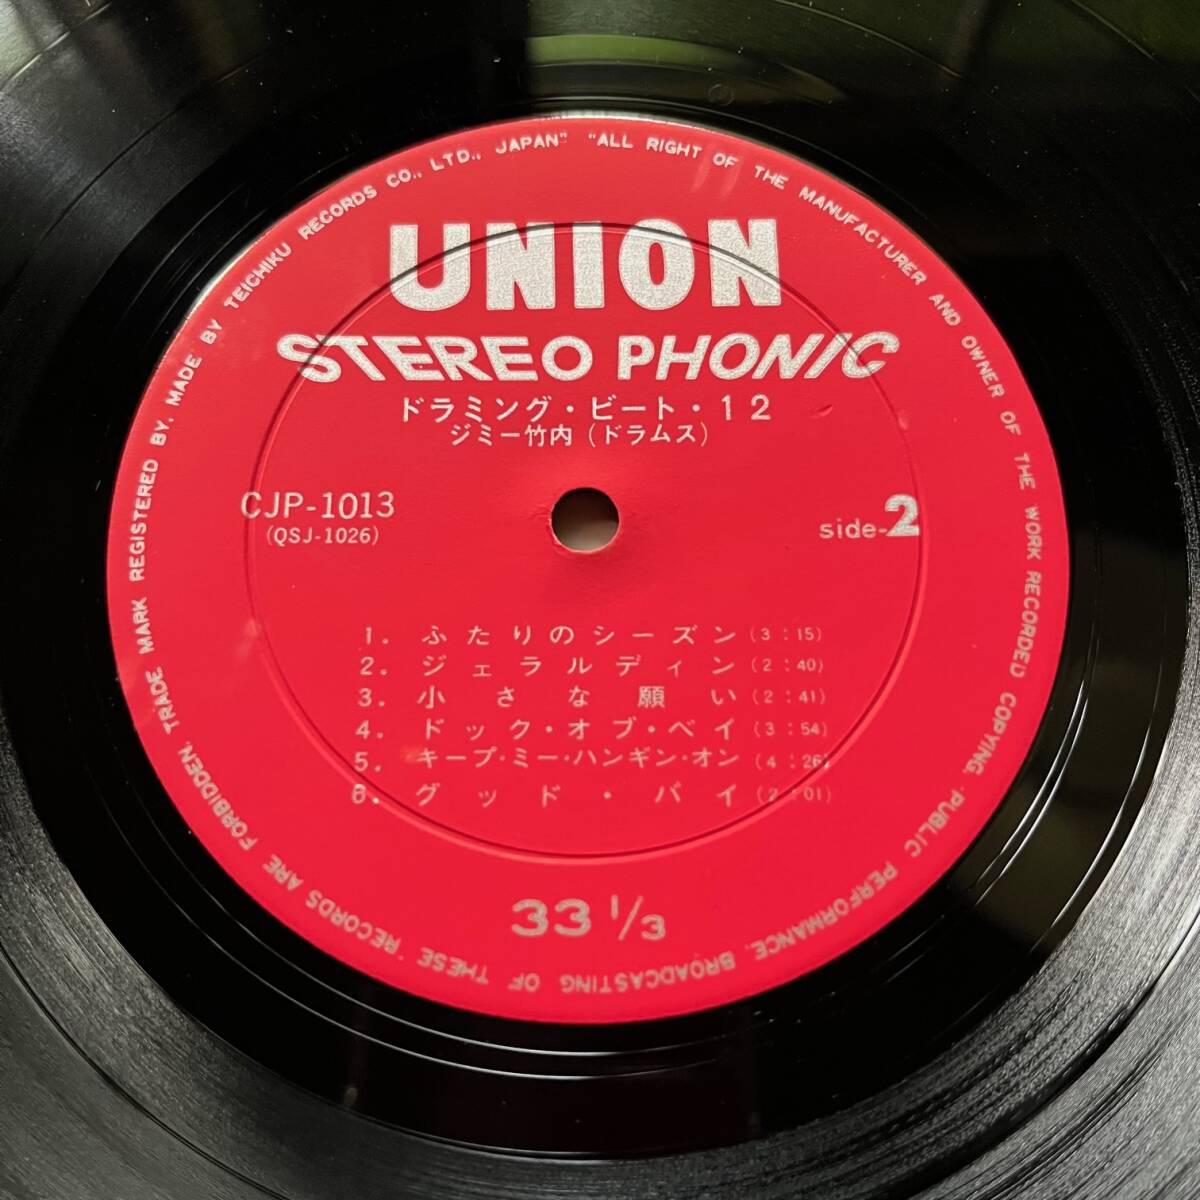 UNION
STEREO PHONIC
ドラミング・ビート・12
ジミー竹内（ドラムス）
CJP-1013
(QSJ-1026)
side-2
1. ふたりのシーズン (3:15)
2. ジェラルディン (2:40)
3. 小さな願い (2:41)
4. ドック・オブ・ベイ (3:54)
5. キープ・ミー・ハンギン・オン (4:26)
6. グッド・バイ (2:01)
33 1/3
TRADE MARK REGISTERED BY. MADE BY TEICHIKU RECORDS CO., LTD., JAPAN" "ALL RIGHT OF THE MANUFACTURER AND OWNER OF THE WORK RECORDED COPYING. PUBLIC PERFORMANCE. BROADCASTING OF THESE RECORDS ARE FORBIDDEN.